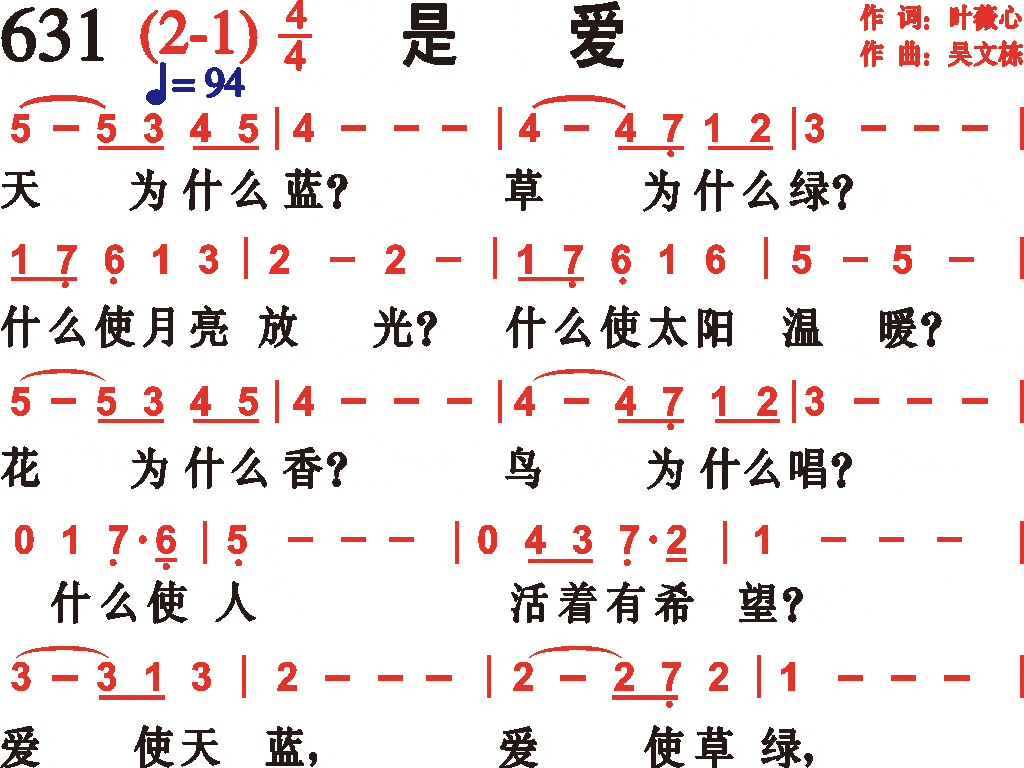 631 (2-1) 4/4 是 爱 作 词：叶薇心
♩= 94 作 曲：吴文栋
5 – 5 3 4 5 | 4 – – – | 4 – 4 7̣ 1 2 | 3 – – – |
天 为什么蓝？ 草 为什么绿？
1 7̣ 6̣ 1 3 | 2 – 2 – | 1 7̣ 6̣ 1 6 | 5 – 5 – |
什么使月亮 放 光？ 什么使太阳 温 暖？
5 – 5 3 4 5 | 4 – – – | 4 – 4 7̣ 1 2 | 3 – – – |
花 为什么香？ 鸟 为什么唱？
0 1 7̣· 6̣ | 5̣ – – – | 0 4 3 7̣· 2 | 1 – – – |
什么使 人 活着有希 望？
3 – 3 1 3 | 2 – – – | 2 – 2 7̣ 2 | 1 – – – |
爱 使天 蓝， 爱 使草 绿，